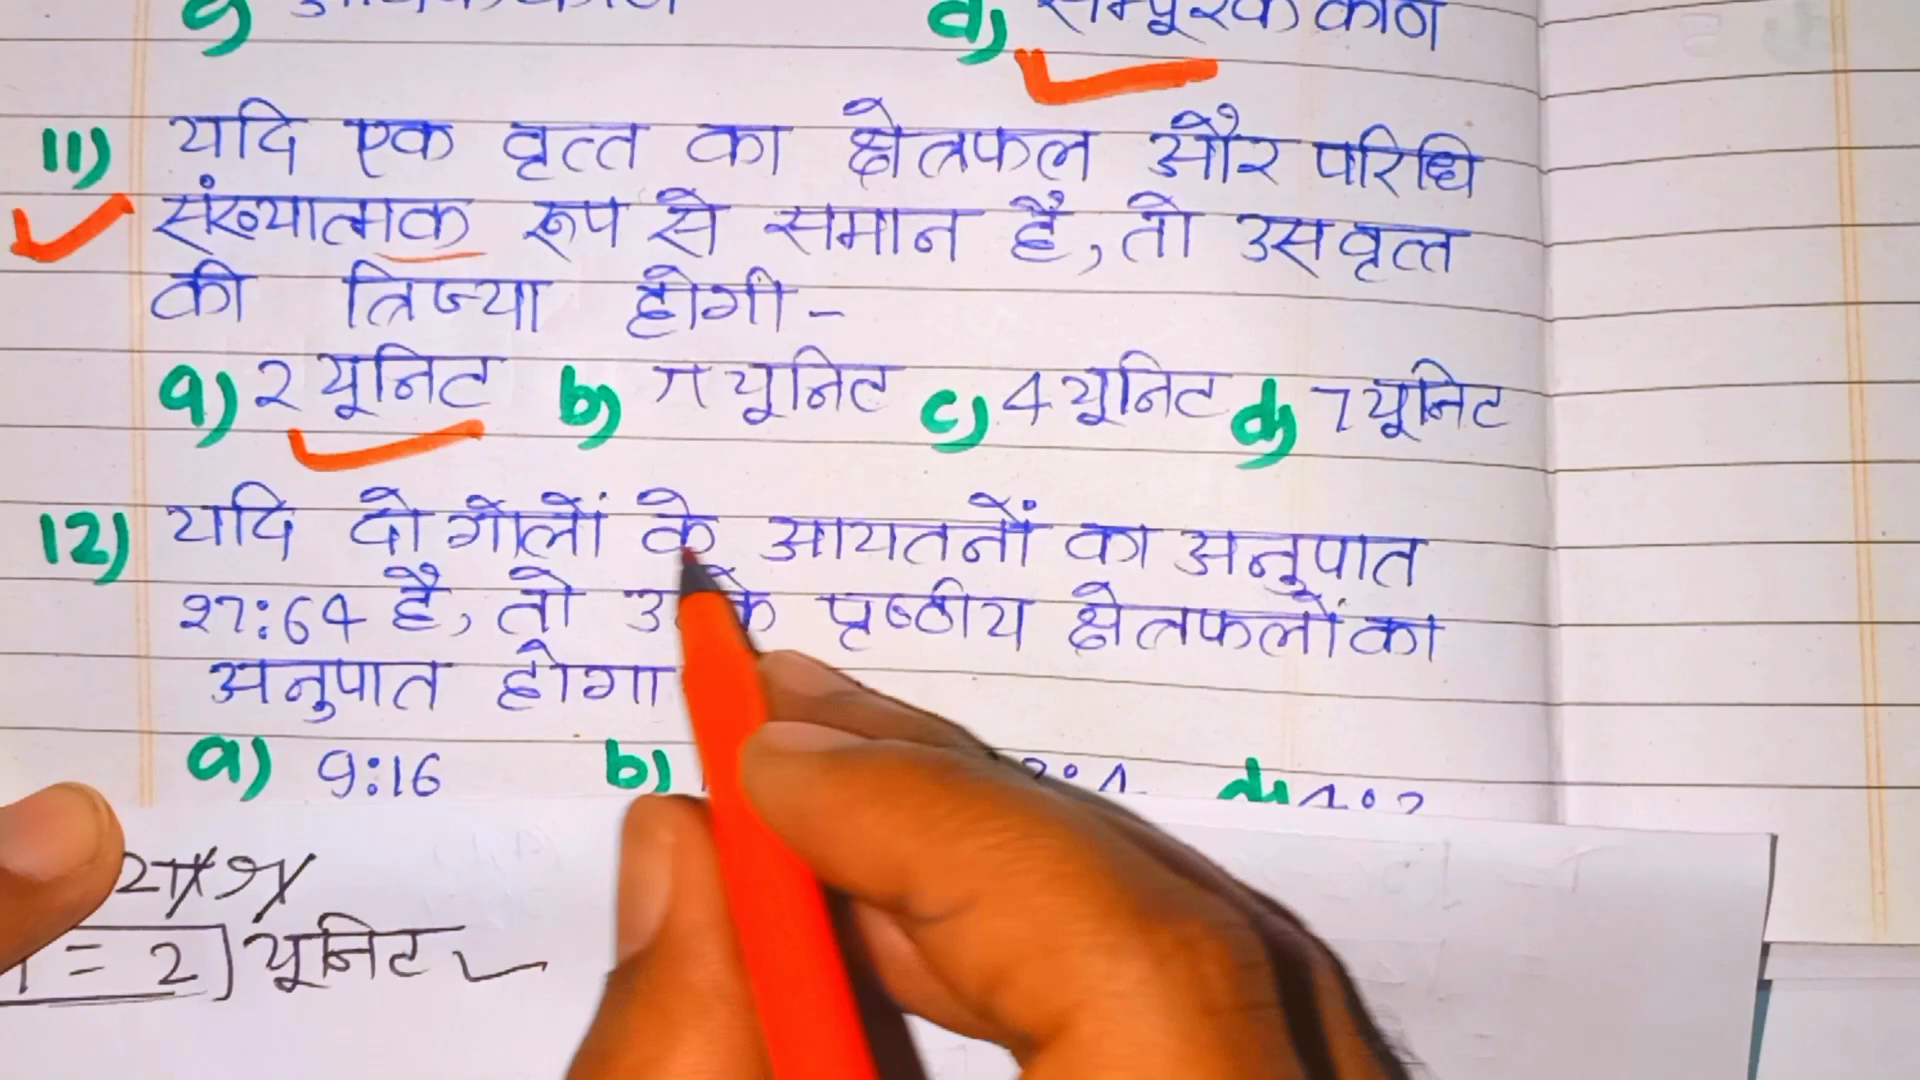 d) सम्पूरक कोण
11) यदि एक वृत्त का क्षेत्रफल और परिधि
संख्यात्मक रूप से समान है, तो उस वृत्त
की त्रिज्या होगी-
a) 2 यूनिट b) π यूनिट c) 4 यूनिट d) 7 यूनिट
12) यदि दो गोलों के आयतनों का अनुपात
27:64 है, तो के पृष्ठीय क्षेत्रफलों का
अनुपात होगा
a) 9:16 b) d)
2πr
= 2 यूनिट